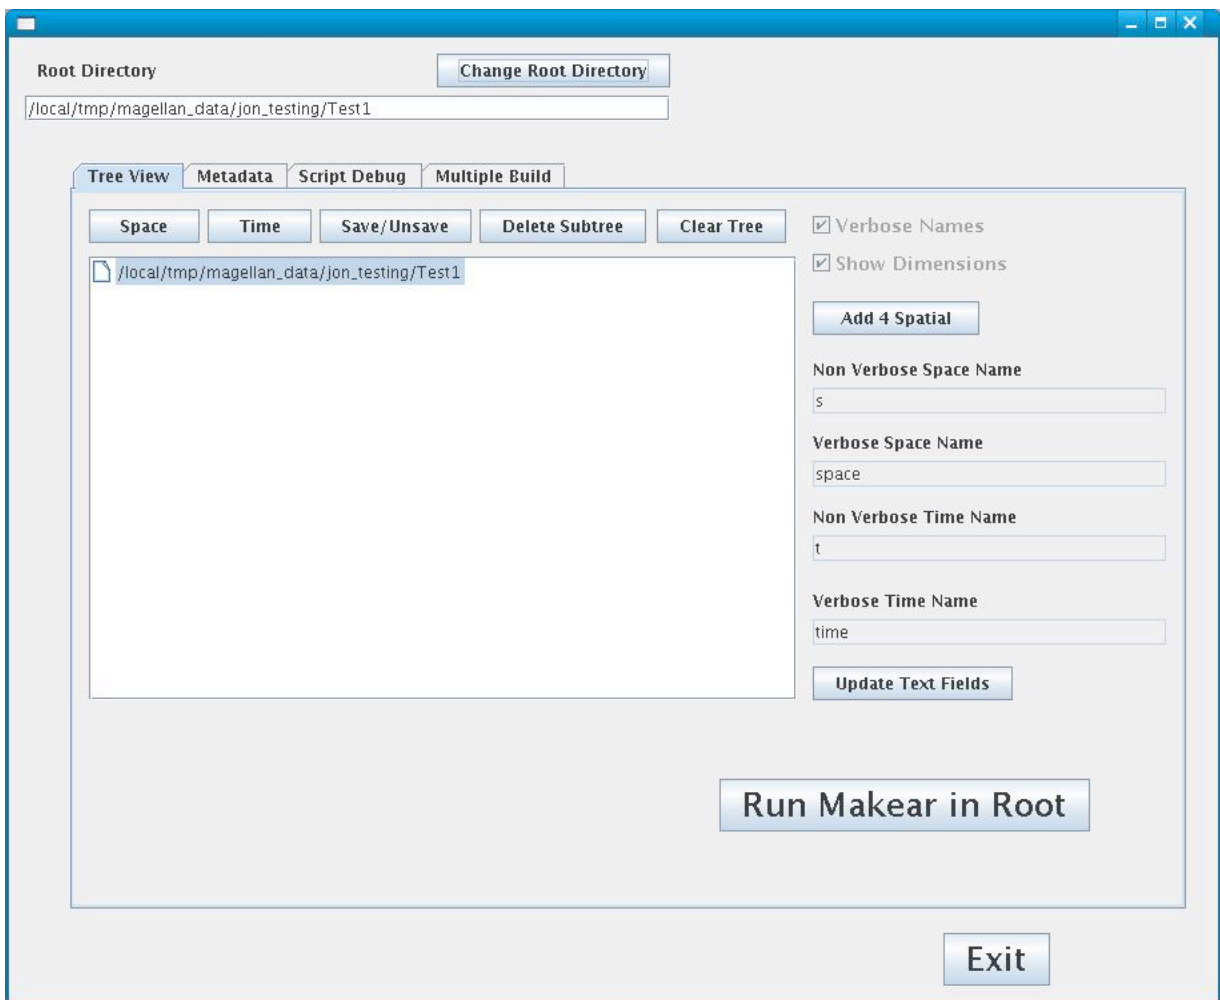 Root Directory
Change Root Directory
/local/tmp/magellan_data/jon_testing/Test1
Tree View
Metadata
Script Debug
Multiple Build
Space
Time
Save/Unsave
Delete Subtree
Clear Tree
Verbose Names
Show Dimensions
/local/tmp/magellan_data/jon_testing/Test1
Add 4 Spatial
Non Verbose Space Name
s
Verbose Space Name
space
Non Verbose Time Name
t
Verbose Time Name
time
Update Text Fields
Run Makear in Root
Exit